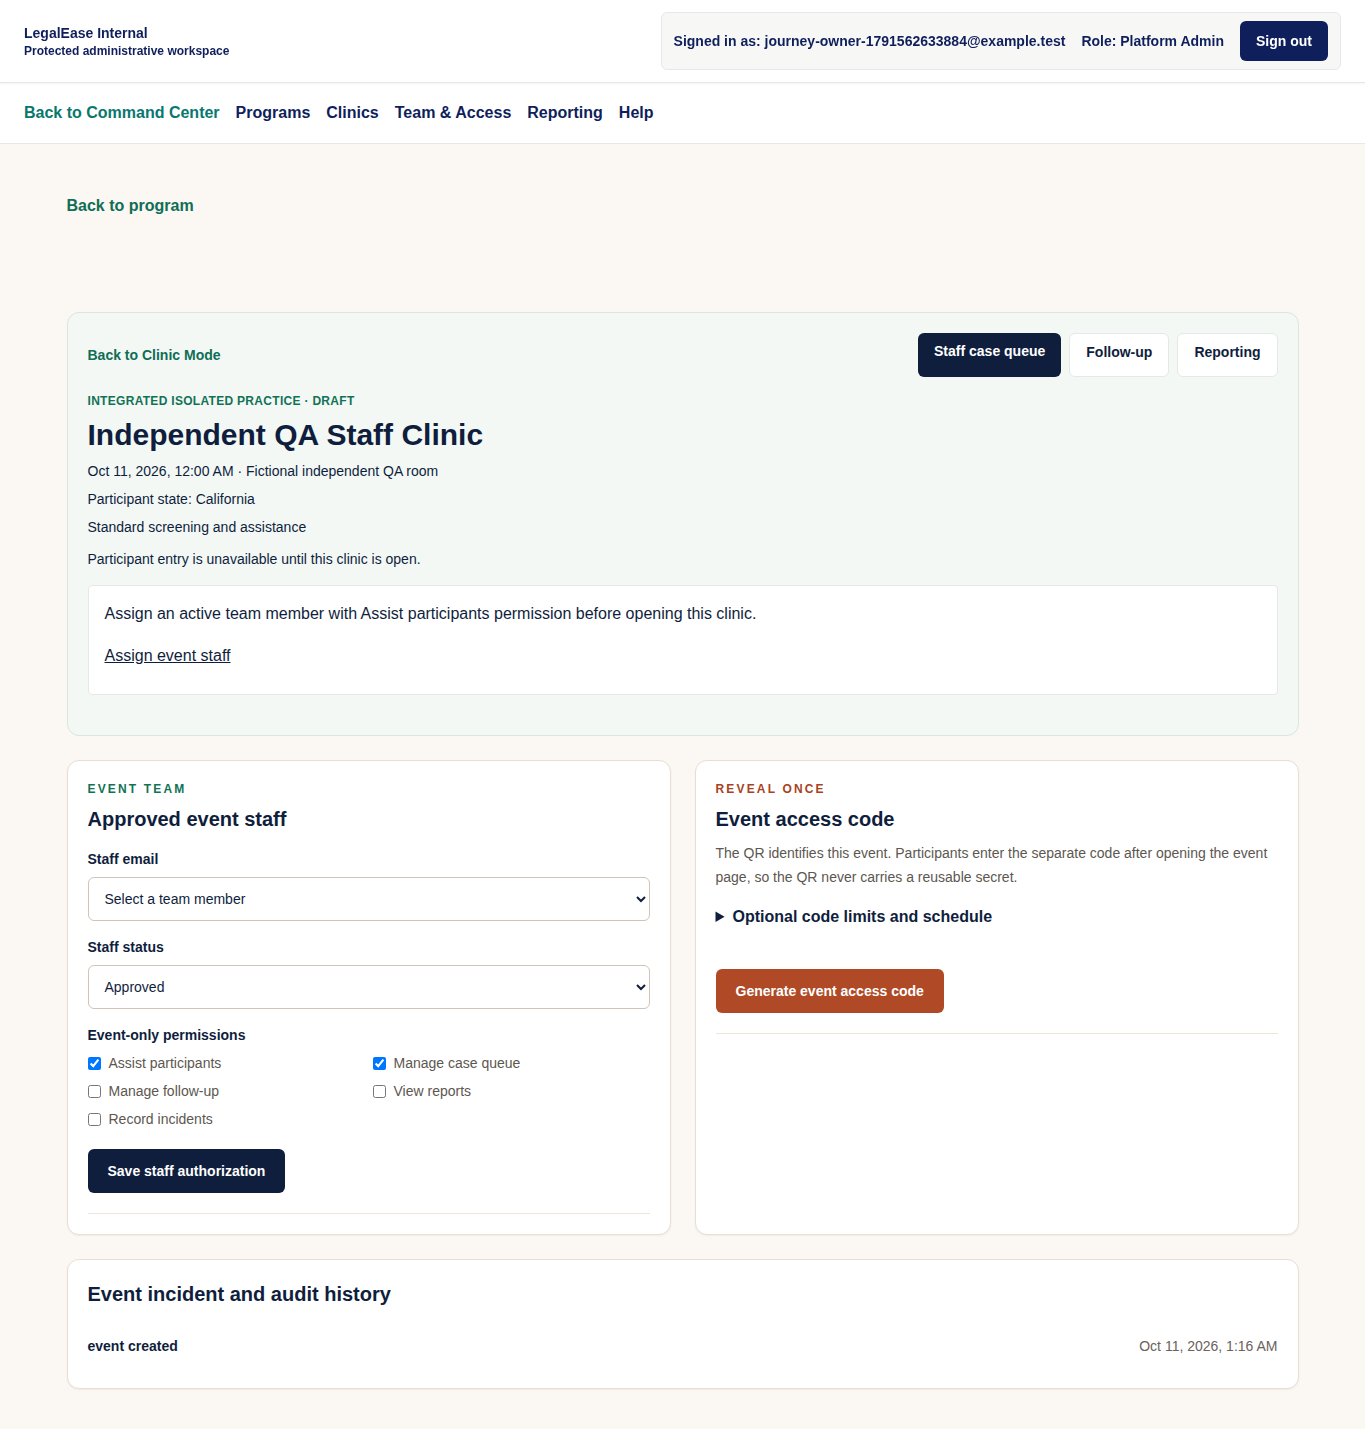 LegalEase Internal
Protected administrative workspace
Signed in as: journey-owner-1791562633884@example.test
Role: Platform Admin
Sign out
Back to Command Center
Programs
Clinics
Team & Access
Reporting
Help
Back to program
Back to Clinic Mode
Staff case queue
Follow-up
Reporting
INTEGRATED ISOLATED PRACTICE · DRAFT
Independent QA Staff Clinic
Oct 11, 2026, 12:00 AM · Fictional independent QA room
Participant state: California
Standard screening and assistance
Participant entry is unavailable until this clinic is open.
Assign an active team member with Assist participants permission before opening this clinic.
Assign event staff
EVENT TEAM
Approved event staff
Staff email
Select a team member
Staff status
Approved
Event-only permissions
Assist participants
Manage case queue
Manage follow-up
View reports
Record incidents
Save staff authorization
REVEAL ONCE
Event access code
The QR identifies this event. Participants enter the separate code after opening the event
page, so the QR never carries a reusable secret.
Optional code limits and schedule
Generate event access code
Event incident and audit history
event created
Oct 11, 2026, 1:16 AM